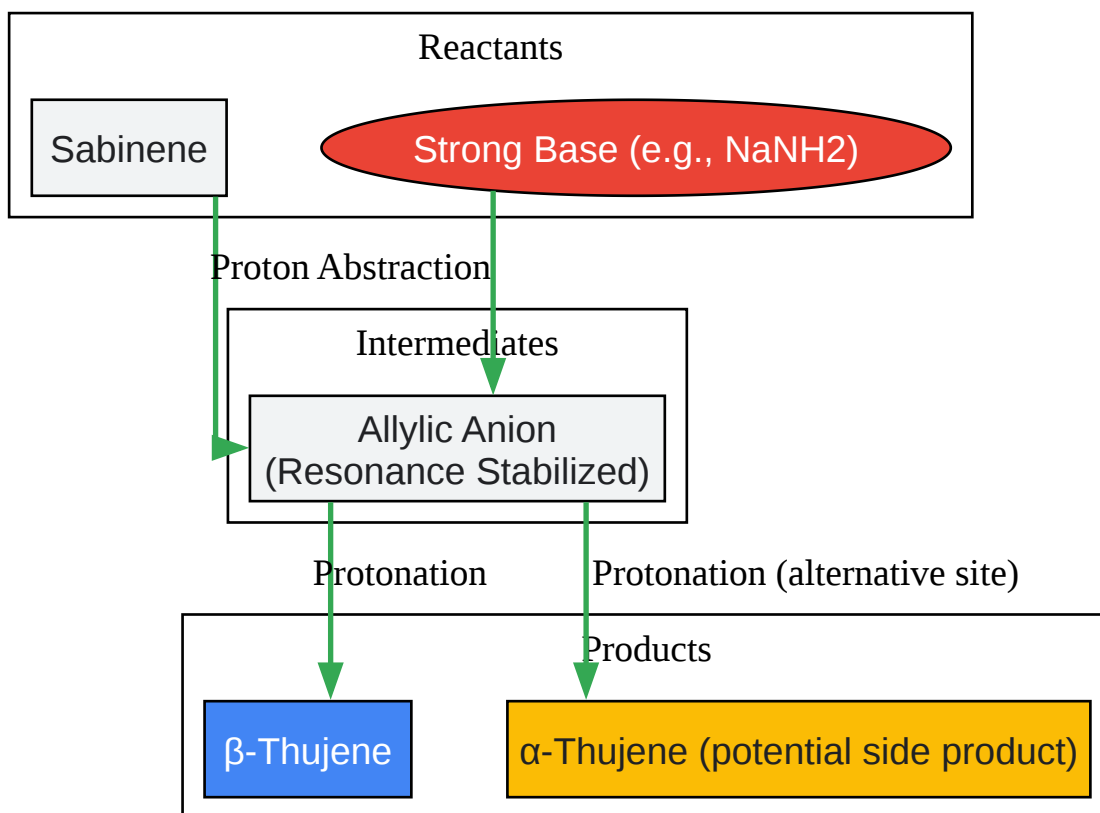 Reactants
Sabinene
Strong Base (e.g., NaNH2)
Proton Abstraction
Intermediates
Allylic Anion
(Resonance Stabilized)
Protonation
Protonation (alternative site)
Products
β-Thujene
α-Thujene (potential side product)